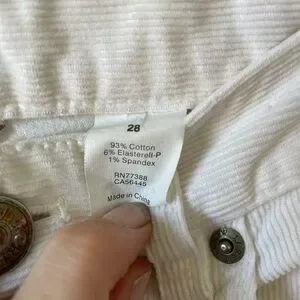 28
93% Cotton
6% Elasterell-P
1% Spandex
RN77388
CA56445
Made in China